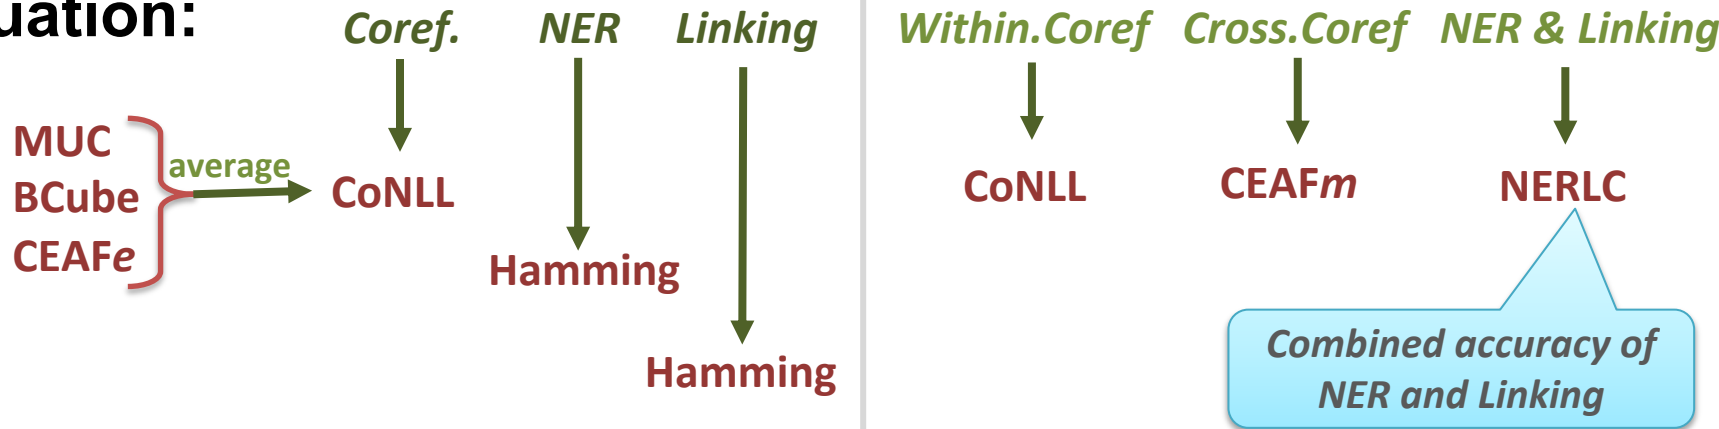 uation:
Coref. NER Linking
MUC
BCube
CEAFe
average
CoNLL
Hamming
Hamming
Within.Coref Cross.Coref NER & Linking
CoNLL CEAFm NERLC
Combined accuracy of
NER and Linking